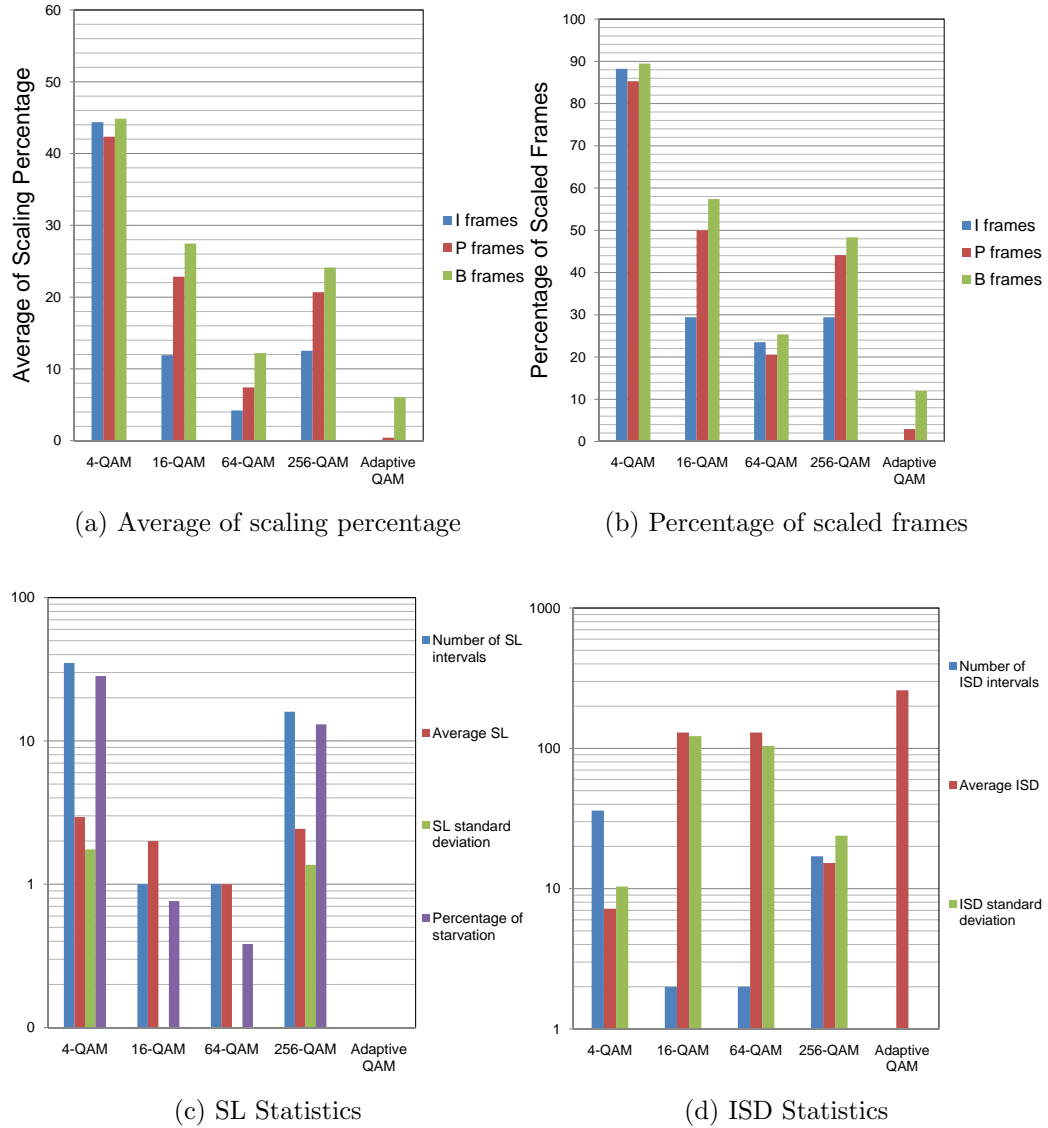 60
50
40
30
20
10
0
Average of Scaling Percentage
4-QAM 16-QAM 64-QAM 256-QAM Adaptive
QAM
I frames
P frames
B frames
(a) Average of scaling percentage
100
90
80
70
60
50
40
30
20
10
0
Percentage of Scaled Frames
4-QAM 16-QAM 64-QAM 256-QAM Adaptive
QAM
I frames
P frames
B frames
(b) Percentage of scaled frames
100
10
1
0
4-QAM 16-QAM 64-QAM 256-QAM Adaptive
QAM
Number of SL
intervals
Average SL
SL standard
deviation
Percentage of
starvation
(c) SL Statistics
1000
100
10
1
4-QAM 16-QAM 64-QAM 256-QAM Adaptive
QAM
Number of
ISD intervals
Average ISD
ISD standard
deviation
(d) ISD Statistics